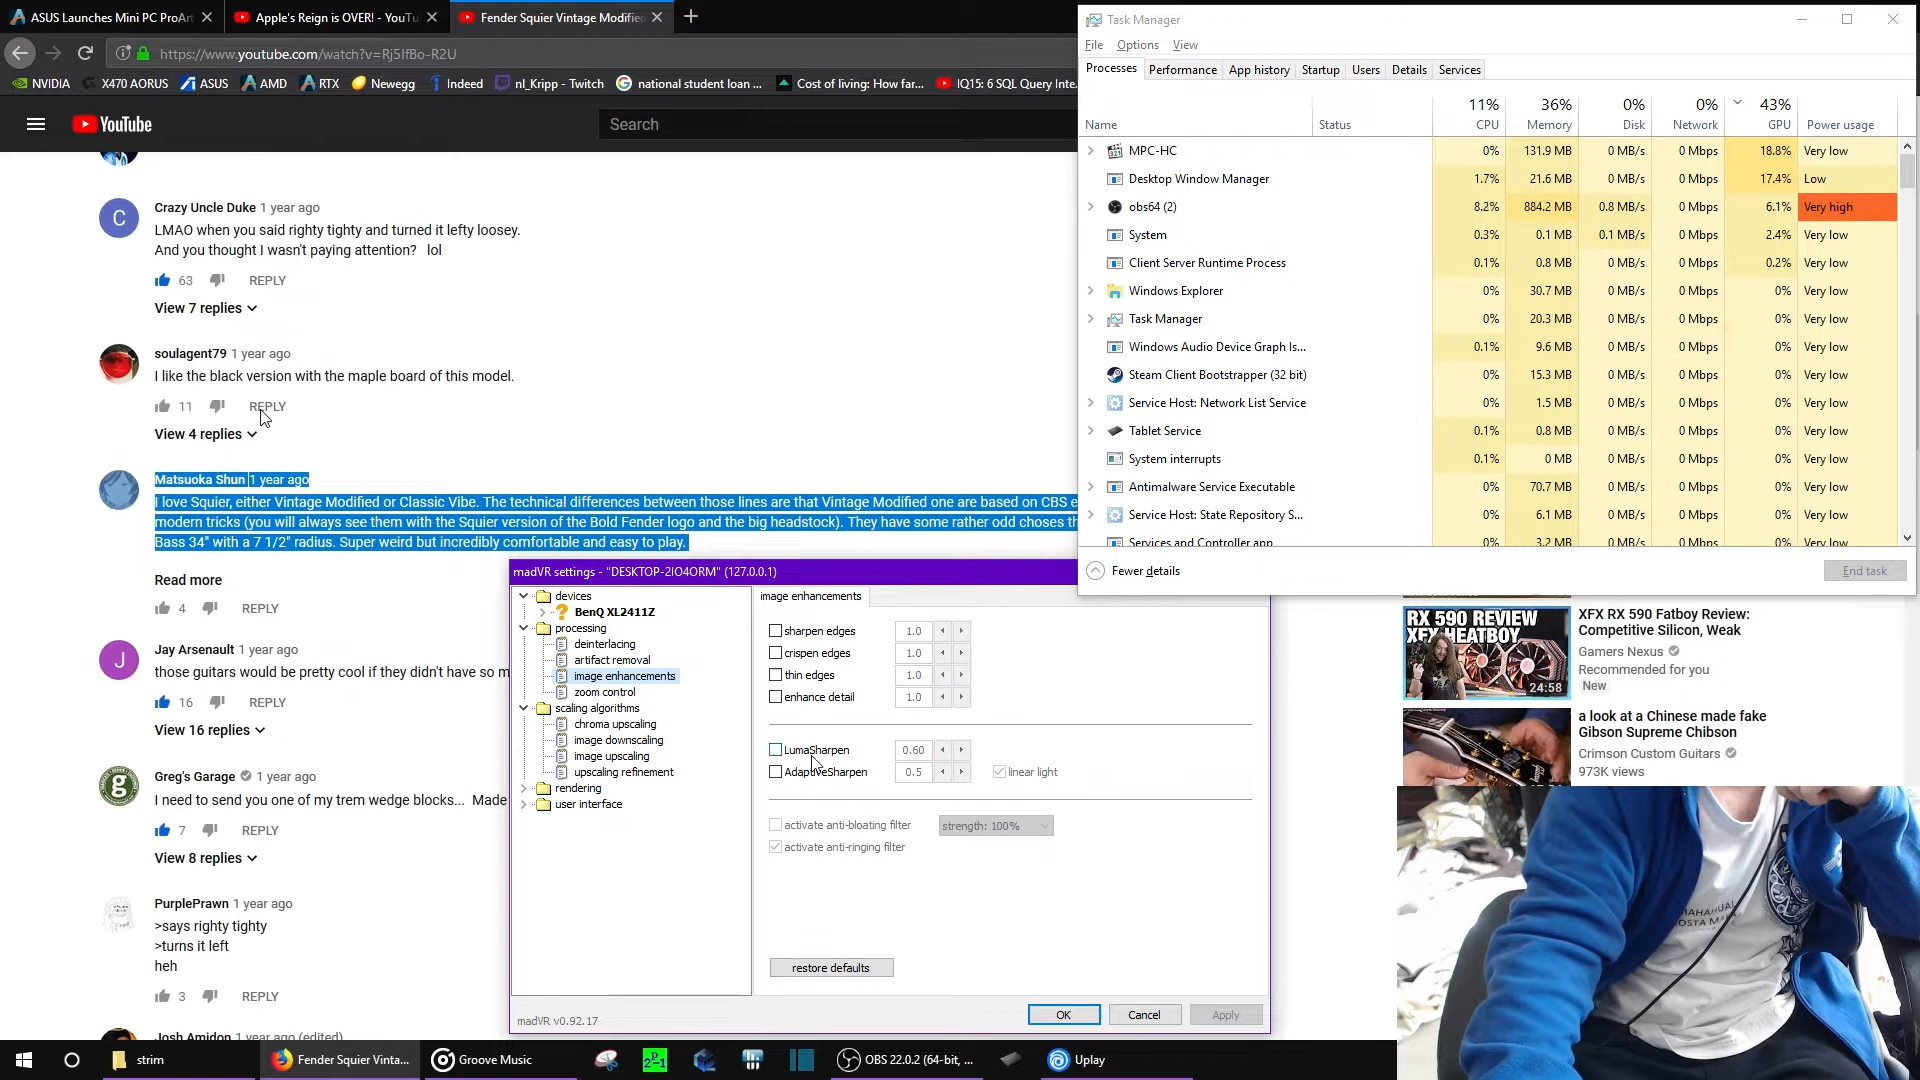 ASUS Launches Mini PC ProArt
Apple's Reign is OVER! - YouTu
Fender Squier Vintage Modified
https://www.youtube.com/watch?v=Rj5IfBo-R2U
NVIDIA
X470 AORUS
ASUS
AMD
RTX
Newegg
Indeed
nl_Kripp - Twitch
national student loan ...
Cost of living: How far...
IQ15: 6 SQL Query Inte...
YouTube
Search
Crazy Uncle Duke 1 year ago
LMAO when you said righty tighty and turned it lefty loosey.
And you thought I wasn't paying attention? lol
63 REPLY
View 7 replies
soulagent79 1 year ago
I like the black version with the maple board of this model.
11 REPLY
View 4 replies
Matsuoka Shun 1 year ago
I love Squier, either Vintage Modified or Classic Vibe. The technical differences between those lines are that Vintage Modified one are based on CBS e
modern tricks (you will always see them with the Squier version of the Bold Fender logo and the big headstock). They have some rather odd choses th
Bass 34" with a 7 1/2" radius. Super weird but incredibly comfortable and easy to play.
Read more
4 REPLY
J
Jay Arsenault 1 year ago
those guitars would be pretty cool if they didn't have so m
16 REPLY
View 16 replies
Greg's Garage 1 year ago
I need to send you one of my trem wedge blocks... Made
7 REPLY
View 8 replies
PurplePrawn 1 year ago
>says righty tighty
>turns it left
heh
3 REPLY
Josh Amidon 1 year ago (edited)
C
g
Task Manager
File Options View
Processes Performance App history Startup Users Details Services
11% 36% 0% 0% 43%
Name Status CPU Memory Disk Network GPU Power usage
MPC-HC 0% 131.9 MB 0 MB/s 0 Mbps 18.8% Very low
Desktop Window Manager 1.7% 21.6 MB 0 MB/s 0 Mbps 17.4% Low
obs64 (2) 8.2% 884.2 MB 0.8 MB/s 0 Mbps 6.1% Very high
System 0.3% 0.1 MB 0.1 MB/s 0 Mbps 2.4% Very low
Client Server Runtime Process 0.1% 0.8 MB 0 MB/s 0 Mbps 0.2% Very low
Windows Explorer 0% 30.7 MB 0 MB/s 0 Mbps 0% Very low
Task Manager 0% 20.3 MB 0 MB/s 0 Mbps 0% Very low
Windows Audio Device Graph Is... 0.1% 9.6 MB 0 MB/s 0 Mbps 0% Very low
Steam Client Bootstrapper (32 bit) 0% 15.3 MB 0 MB/s 0 Mbps 0% Very low
Service Host: Network List Service 0% 1.5 MB 0 MB/s 0 Mbps 0% Very low
Tablet Service 0.1% 0.8 MB 0 MB/s 0 Mbps 0% Very low
System interrupts 0.1% 0 MB 0 MB/s 0 Mbps 0% Very low
Antimalware Service Executable 0% 70.7 MB 0 MB/s 0 Mbps 0% Very low
Service Host: State Repository S... 0% 6.1 MB 0 MB/s 0 Mbps 0% Very low
Services and Controller app 0% 3.2 MB 0 MB/s 0 Mbps 0% Very low
Fewer details
End task
madVR settings - "DESKTOP-2IO4ORM" (127.0.0.1)
devices
BenQ XL2411Z
processing
deinterlacing
artifact removal
image enhancements
zoom control
scaling algorithms
chroma upscaling
image downscaling
image upscaling
upscaling refinement
rendering
user interface
image enhancements
sharpen edges 1.0
crispen edges 1.0
thin edges 1.0
enhance detail 1.0
LumaSharpen 0.60
AdaptiveSharpen 0.5 linear light
activate anti-bloating filter strength: 100%
activate anti-ringing filter
restore defaults
madVR v0.92.17
OK Cancel Apply
RX 590 REVIEW
XFX HEATBOY
24:58
XFX RX 590 Fatboy Review:
Competitive Silicon, Weak
Gamers Nexus
Recommended for you
New
a look at a Chinese made fake
Gibson Supreme Chibson
Crimson Custom Guitars
973K views
strim
Fender Squier Vinta...
Groove Music
OBS 22.0.2 (64-bit, ...
Uplay